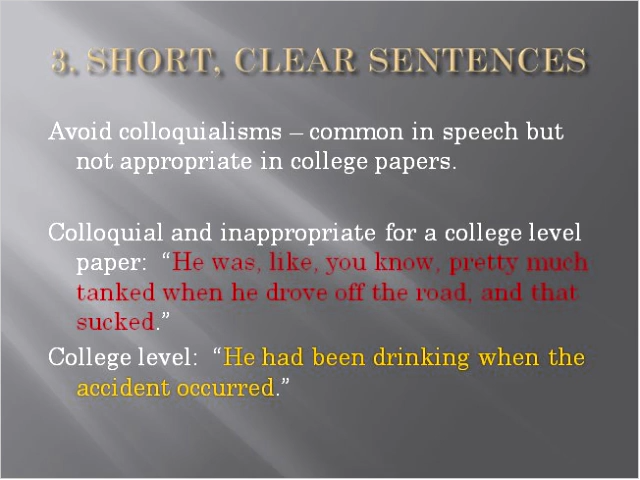 3. SHORT, CLEAR SENTENCES
Avoid colloquialisms – common in speech but
not appropriate in college papers.
Colloquial and inappropriate for a college level
paper:  “He was, like, you know, pretty much
tanked when he drove off the road, and that
sucked.”
College level:  “He had been drinking when the
accident occurred.”